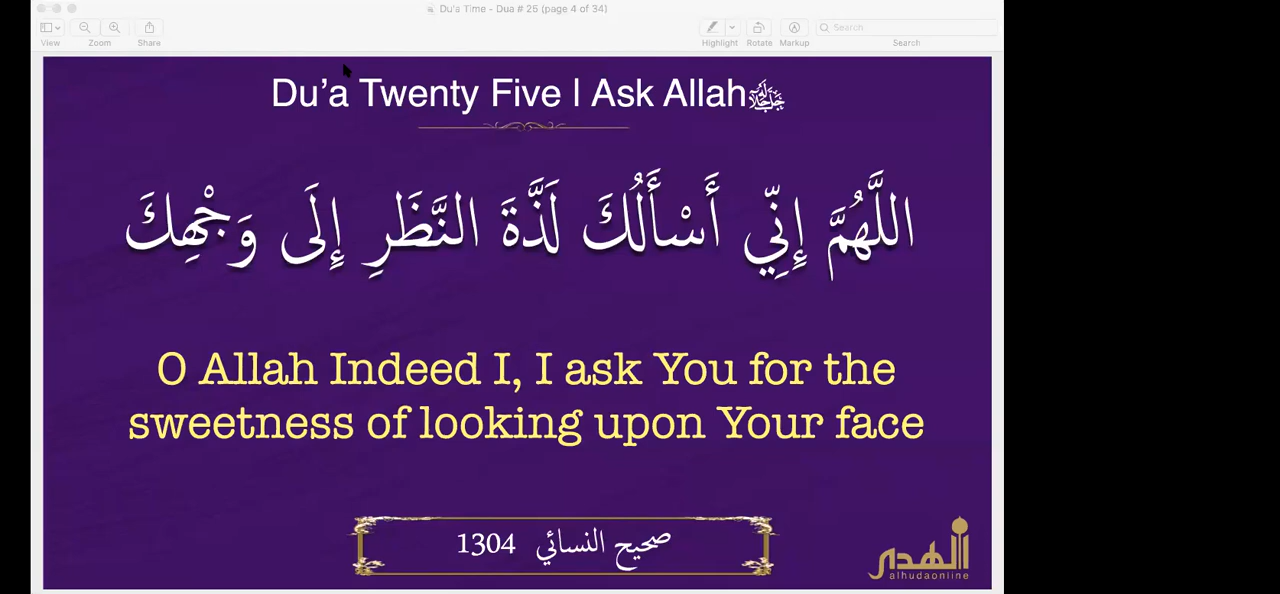 Du'a Time - Dua # 25 (page 4 of 34)
View Zoom Share Highlight Rotate Markup Search
Search
Du'a Twenty Five I Ask Allahﷻ
اللَّهُمَّ إِنِّي أَسْأَلُكَ لَذَّةَ النَّظَرِ إِلَى وَجْهِكَ
O Allah Indeed I, I ask You for the
sweetness of looking upon Your face
صحيح النسائي 1304
الهدى
alhudaonline